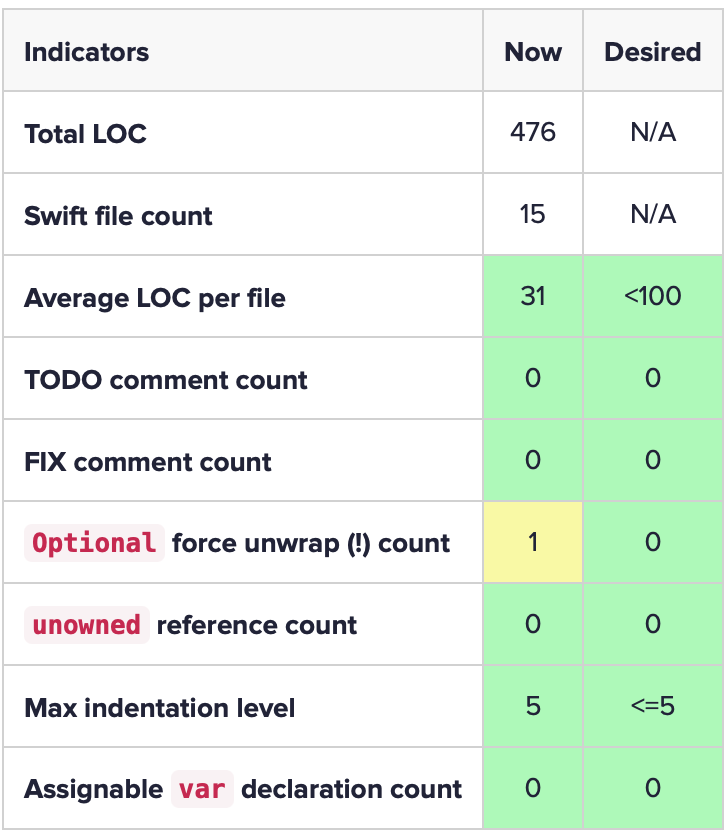 Indicators Now Desired
Total LOC 476 N/A
Swift file count 15 N/A
Average LOC per file 31 <100
TODO comment count 0 0
FIX comment count 0 0
Optional force unwrap (!) count 1 0
unowned reference count 0 0
Max indentation level 5 <=5
Assignable var declaration count 0 0